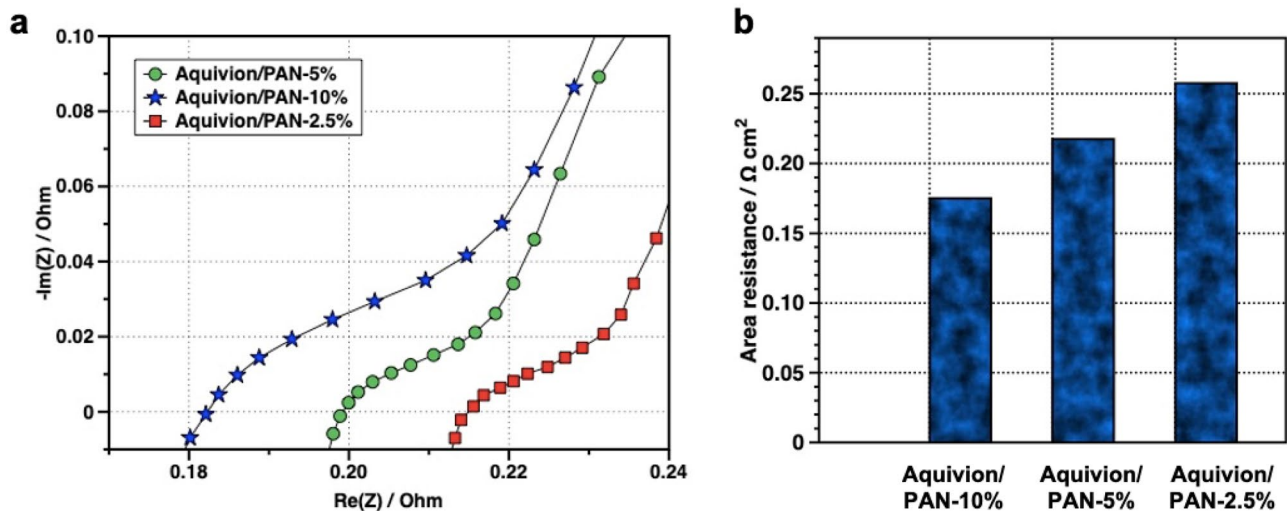 a
0.10
0.08
0.06
0.04
0.02
0
-Im(Z) / Ohm
Aquivion/PAN-5%
Aquivion/PAN-10%
Aquivion/PAN-2.5%
0.18
0.20
0.22
0.24
Re(Z) / Ohm
b
0.25
0.20
0.15
0.10
0.05
0
Area resistance / Ω cm²
Aquivion/
PAN-10%
Aquivion/
PAN-5%
Aquivion/
PAN-2.5%